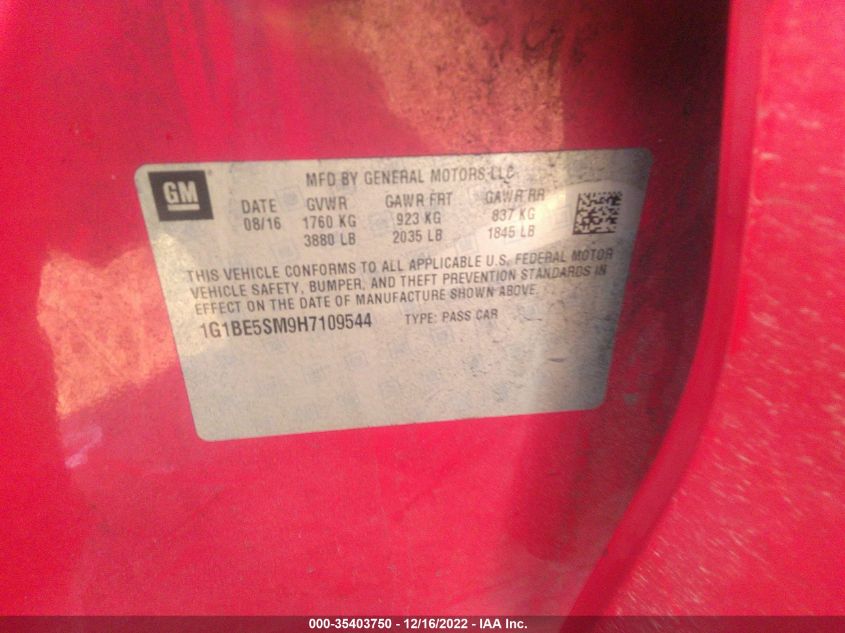 GM
MFD BY GENERAL MOTORS LLC
DATE GVWR GAWR FRT GAWR RR
08/16 1760 KG 923 KG 837 KG
3880 LB 2035 LB 1845 LB
THIS VEHICLE CONFORMS TO ALL APPLICABLE U.S. FEDERAL MOTOR
VEHICLE SAFETY, BUMPER, AND THEFT PREVENTION STANDARDS IN
EFFECT ON THE DATE OF MANUFACTURE SHOWN ABOVE.
1G1BE5SM9H7109544 TYPE: PASS CAR
000-35403750 - 12/16/2022 - IAA Inc.